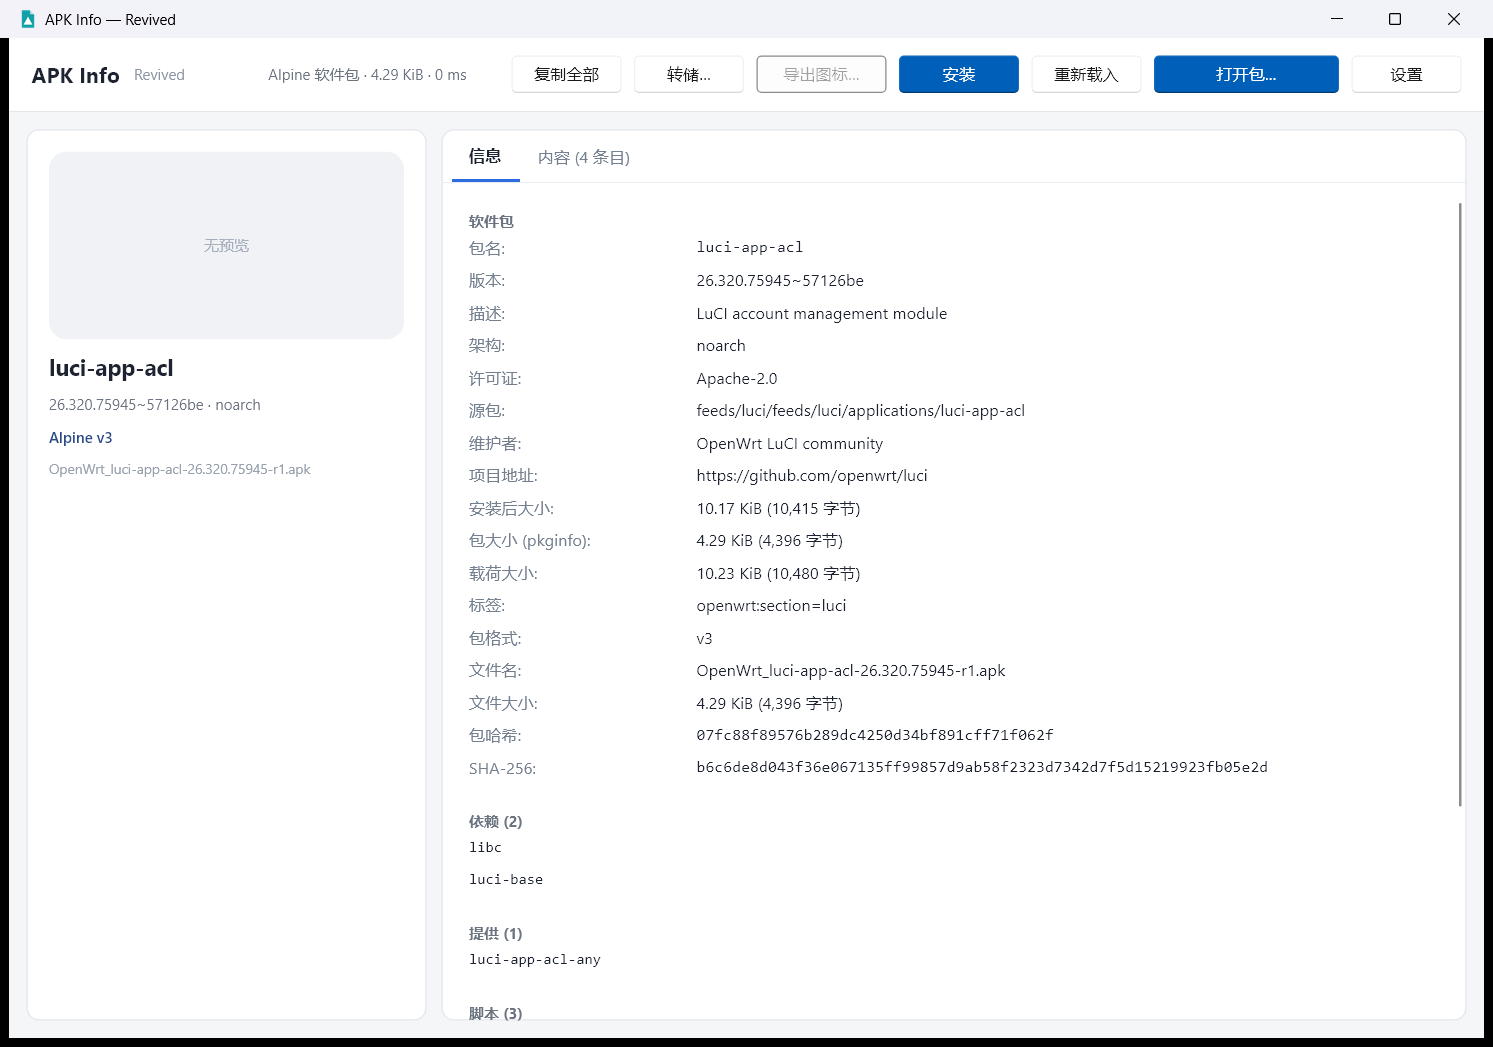 APK Info — Revived
APK Info Revived Alpine 软件包 · 4.29 KiB · 0 ms 复制全部 转储... 导出图标... 安装 重新载入 打开包... 设置
无预览
luci-app-acl
26.320.75945~57126be · noarch
Alpine v3
OpenWrt_luci-app-acl-26.320.75945-r1.apk
信息 内容 (4 条目)
软件包
包名: luci-app-acl
版本: 26.320.75945~57126be
描述: LuCI account management module
架构: noarch
许可证: Apache-2.0
源包: feeds/luci/feeds/luci/applications/luci-app-acl
维护者: OpenWrt LuCI community
项目地址: https://github.com/openwrt/luci
安装后大小: 10.17 KiB (10,415 字节)
包大小 (pkginfo): 4.29 KiB (4,396 字节)
载荷大小: 10.23 KiB (10,480 字节)
标签: openwrt:section=luci
包格式: v3
文件名: OpenWrt_luci-app-acl-26.320.75945-r1.apk
文件大小: 4.29 KiB (4,396 字节)
包哈希: 07fc88f89576b289dc4250d34bf891cff71f062f
SHA-256: b6c6de8d043f36e067135ff99857d9ab58f2323d7342d7f5d15219923fb05e2d
依赖 (2)
libc
luci-base
提供 (1)
luci-app-acl-any
脚本 (3)